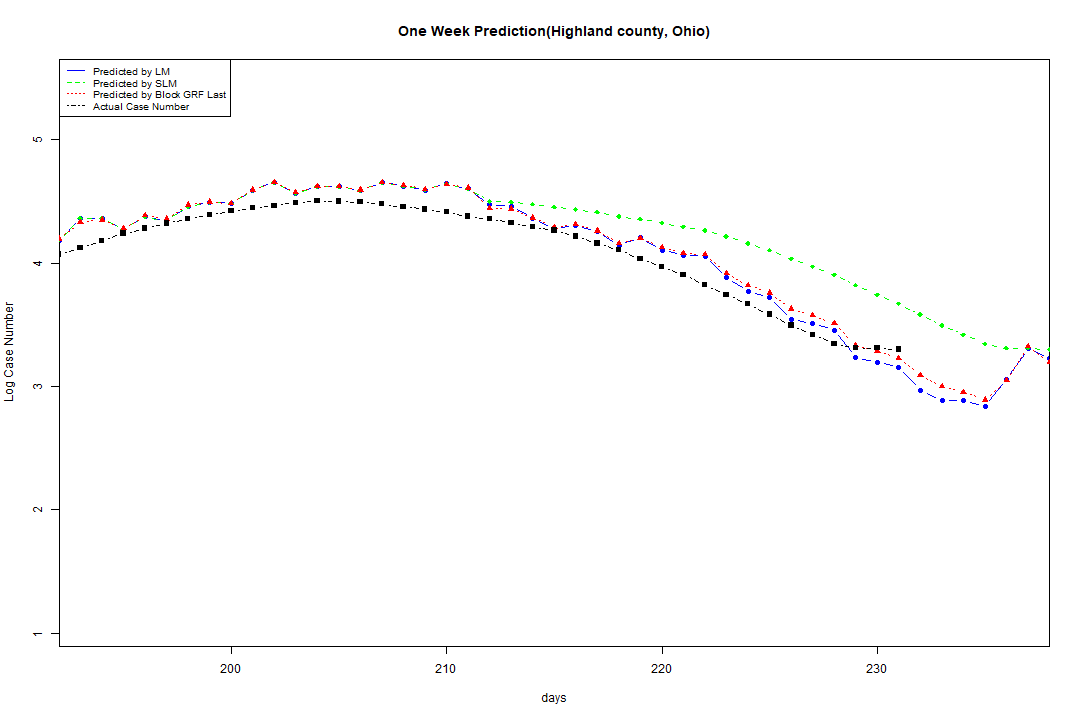 One Week Prediction(Highland county, Ohio)
Predicted by LM
Predicted by SLM
Predicted by Block GRF Last
Actual Case Number
5
4
3
2
1
Log Case Number
200 210 220 230
days